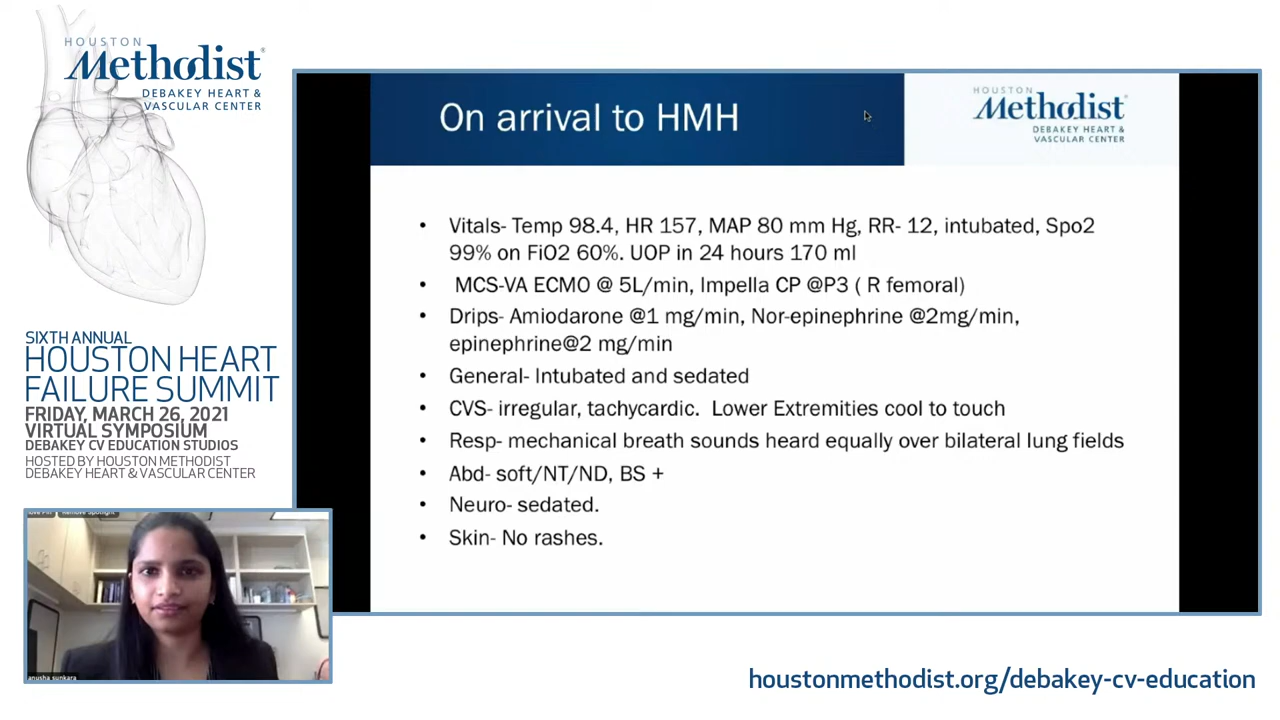 HOUSTON
Methodist
DEBAKEY HEART &
VASCULAR CENTER
SIXTH ANNUAL
HOUSTON HEART
FAILURE SUMMIT
FRIDAY, MARCH 26, 2021
VIRTUAL SYMPOSIUM
DEBAKEY CV EDUCATION STUDIOS
HOSTED BY HOUSTON METHODIST
DEBAKEY HEART & VASCULAR CENTER
On arrival to HMH
HOUSTON
Methodist
DEBAKEY HEART &
VASCULAR CENTER
• Vitals- Temp 98.4, HR 157, MAP 80 mm Hg, RR- 12, intubated, Spo2
99% on FiO2 60%. UOP in 24 hours 170 ml
• MCS-VA ECMO @ 5L/min, Impella CP @P3 ( R femoral)
• Drips- Amiodarone @1 mg/min, Nor-epinephrine @2mg/min,
epinephrine@2 mg/min
• General- Intubated and sedated
• CVS- irregular, tachycardic. Lower Extremities cool to touch
• Resp- mechanical breath sounds heard equally over bilateral lung fields
• Abd- soft/NT/ND, BS +
• Neuro- sedated.
• Skin- No rashes.
Remove Spotlight
anusha sunkara
houstonmethodist.org/debakey-cv-education